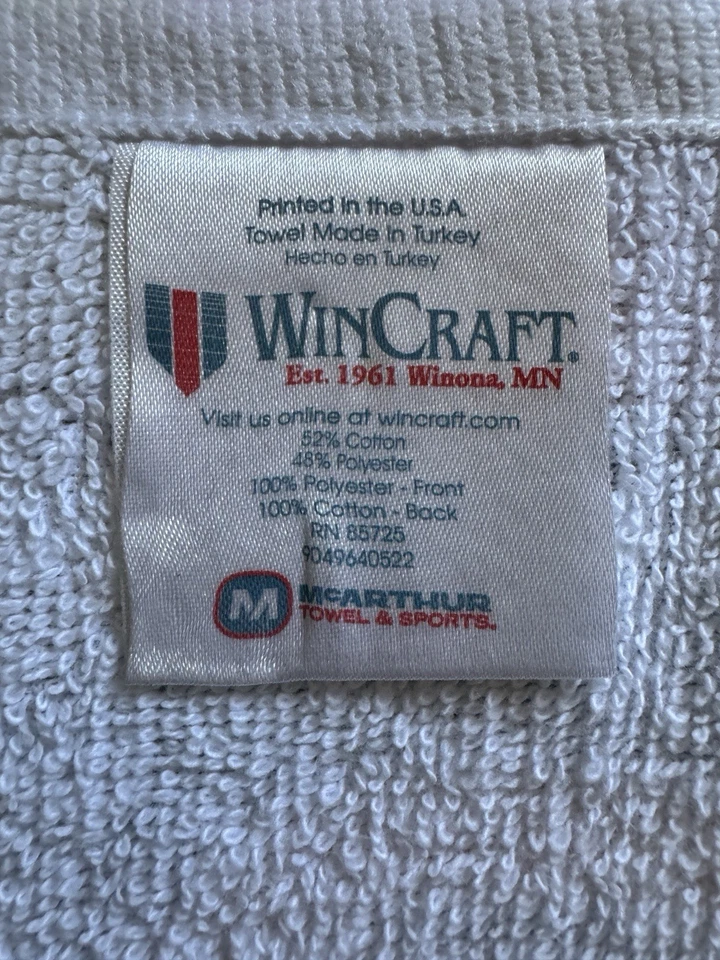 Printed in the U.S.A.
Towel Made in Turkey
Hecho en Turkey
WINCRAFT.
Est. 1961 Winona, MN
Visit us online at wincraft.com
52% Cotton
48% Polyester
100% Polyester - Front
100% Cotton - Back
RN 85725
9049640522
M McARTHUR
TOWEL & SPORTS.